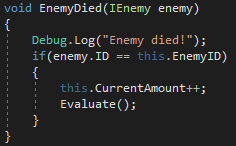 void EnemyDied(IEnemy enemy)
{
    Debug.Log("Enemy died!");
    if(enemy.ID == this.EnemyID)
    {
        this.CurrentAmount++;
        Evaluate();
    }
}